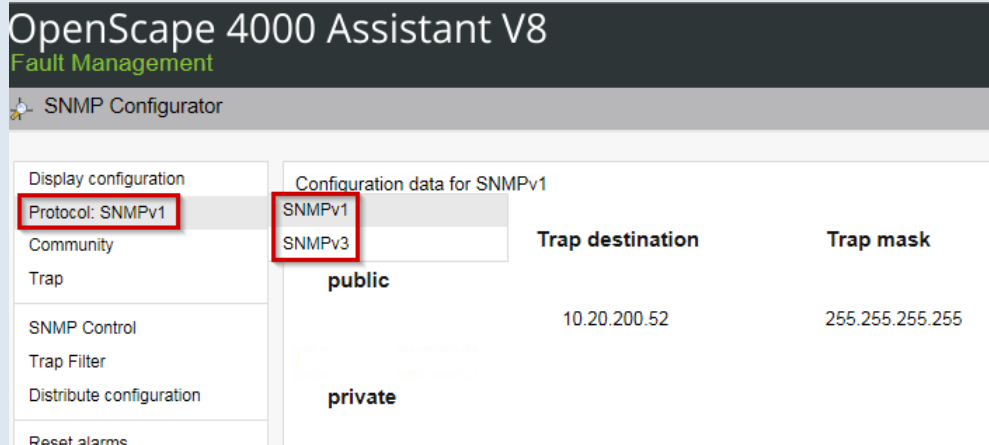 OpenScape 4000 Assistant V8
Fault Management
SNMP Configurator
Display configuration
Protocol: SNMPv1
Community
Trap
SNMP Control
Trap Filter
Distribute configuration
Reset alarms
Configuration data for SNMPv1
SNMPv1
SNMPv3
Trap destination Trap mask
public
10.20.200.52 255.255.255.255
private